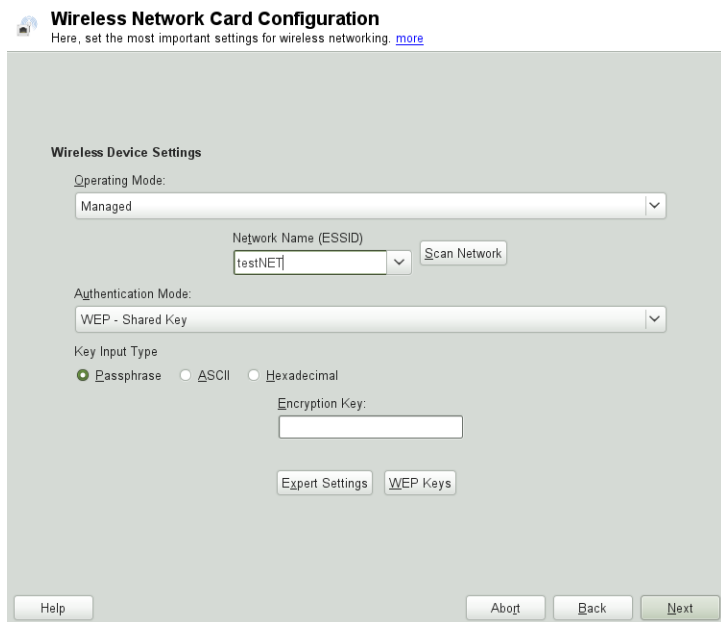 Wireless Network Card Configuration
Here, set the most important settings for wireless networking. more
Wireless Device Settings
Operating Mode:
Managed
Network Name (ESSID)
testNET
Scan Network
Authentication Mode:
WEP - Shared Key
Key Input Type
Passphrase ASCII Hexadecimal
Encryption Key:
Expert Settings WEP Keys
Help Abort Back Next